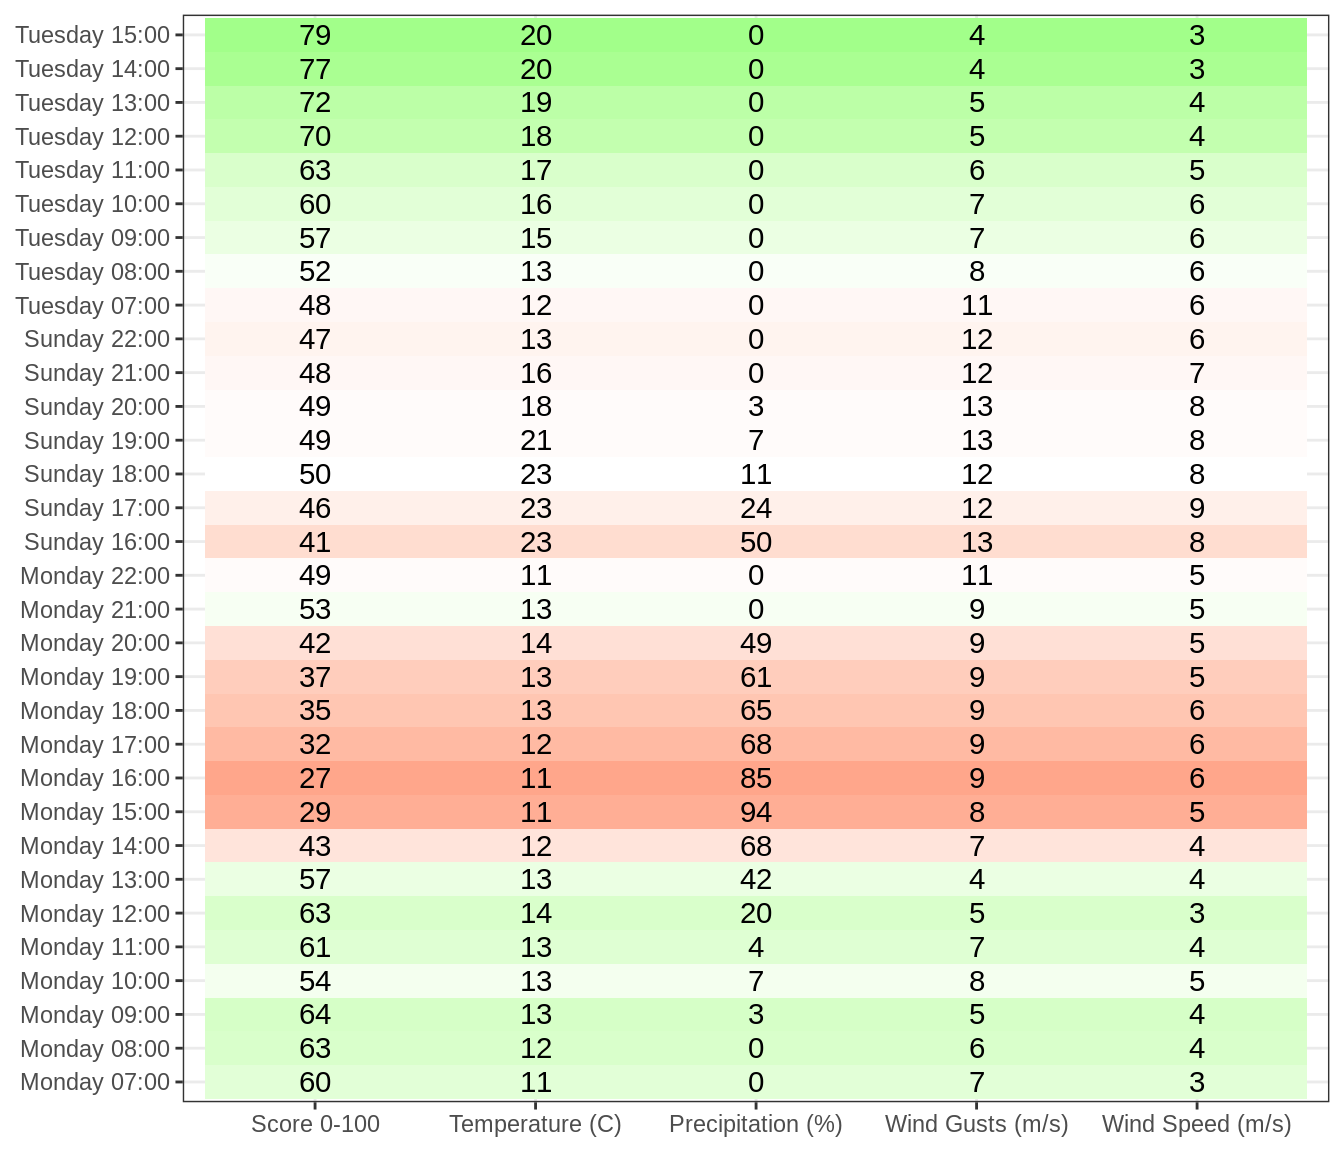 Tuesday 15:00 79 20 0 4 3
Tuesday 14:00 77 20 0 4 3
Tuesday 13:00 72 19 0 5 4
Tuesday 12:00 70 18 0 5 4
Tuesday 11:00 63 17 0 6 5
Tuesday 10:00 60 16 0 7 6
Tuesday 09:00 57 15 0 7 6
Tuesday 08:00 52 13 0 8 6
Tuesday 07:00 48 12 0 11 6
Sunday 22:00 47 13 0 12 6
Sunday 21:00 48 16 0 12 7
Sunday 20:00 49 18 3 13 8
Sunday 19:00 49 21 7 13 8
Sunday 18:00 50 23 11 12 8
Sunday 17:00 46 23 24 12 9
Sunday 16:00 41 23 50 13 8
Monday 22:00 49 11 0 11 5
Monday 21:00 53 13 0 9 5
Monday 20:00 42 14 49 9 5
Monday 19:00 37 13 61 9 5
Monday 18:00 35 13 65 9 6
Monday 17:00 32 12 68 9 6
Monday 16:00 27 11 85 9 6
Monday 15:00 29 11 94 8 5
Monday 14:00 43 12 68 7 4
Monday 13:00 57 13 42 4 4
Monday 12:00 63 14 20 5 3
Monday 11:00 61 13 4 7 4
Monday 10:00 54 13 7 8 5
Monday 09:00 64 13 3 5 4
Monday 08:00 63 12 0 6 4
Monday 07:00 60 11 0 7 3
Score 0-100 Temperature (C) Precipitation (%) Wind Gusts (m/s) Wind Speed (m/s)